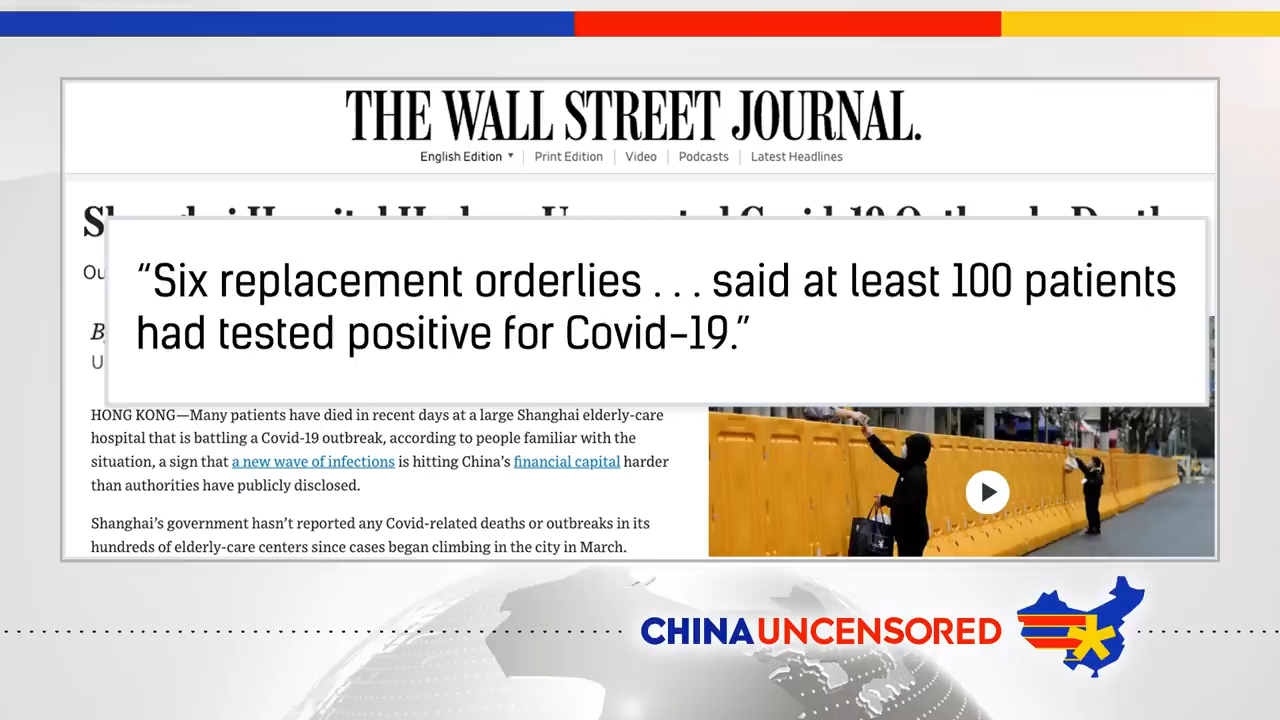 THE WALL STREET JOURNAL.
English Edition Print Edition Video Podcasts Latest Headlines
“Six replacement orderlies . . . said at least 100 patients
had tested positive for Covid-19.”
HONG KONG—Many patients have died in recent days at a large Shanghai elderly-care
hospital that is battling a Covid-19 outbreak, according to people familiar with the
situation, a sign that a new wave of infections is hitting China’s financial capital harder
than authorities have publicly disclosed.
Shanghai’s government hasn’t reported any Covid-related deaths or outbreaks in its
hundreds of elderly-care centers since cases began climbing in the city in March.
CHINA UNCENSORED